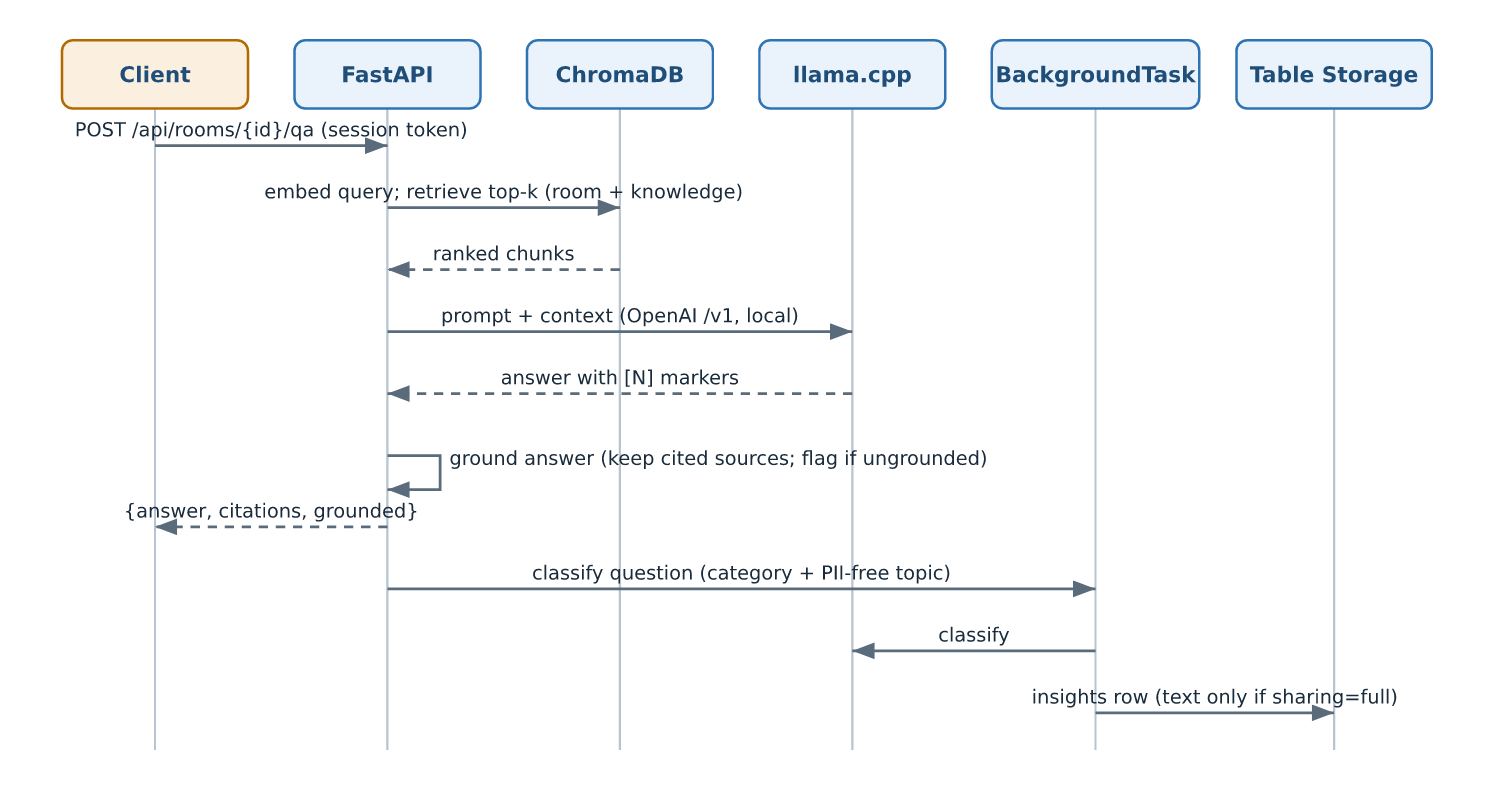 Client
FastAPI
ChromaDB
llama.cpp
BackgroundTask
Table Storage
POST /api/rooms/{id}/qa (session token)
embed query; retrieve top-k (room + knowledge)
ranked chunks
prompt + context (OpenAI /v1, local)
answer with [N] markers
ground answer (keep cited sources; flag if ungrounded)
{answer, citations, grounded}
classify question (category + PII-free topic)
classify
insights row (text only if sharing=full)